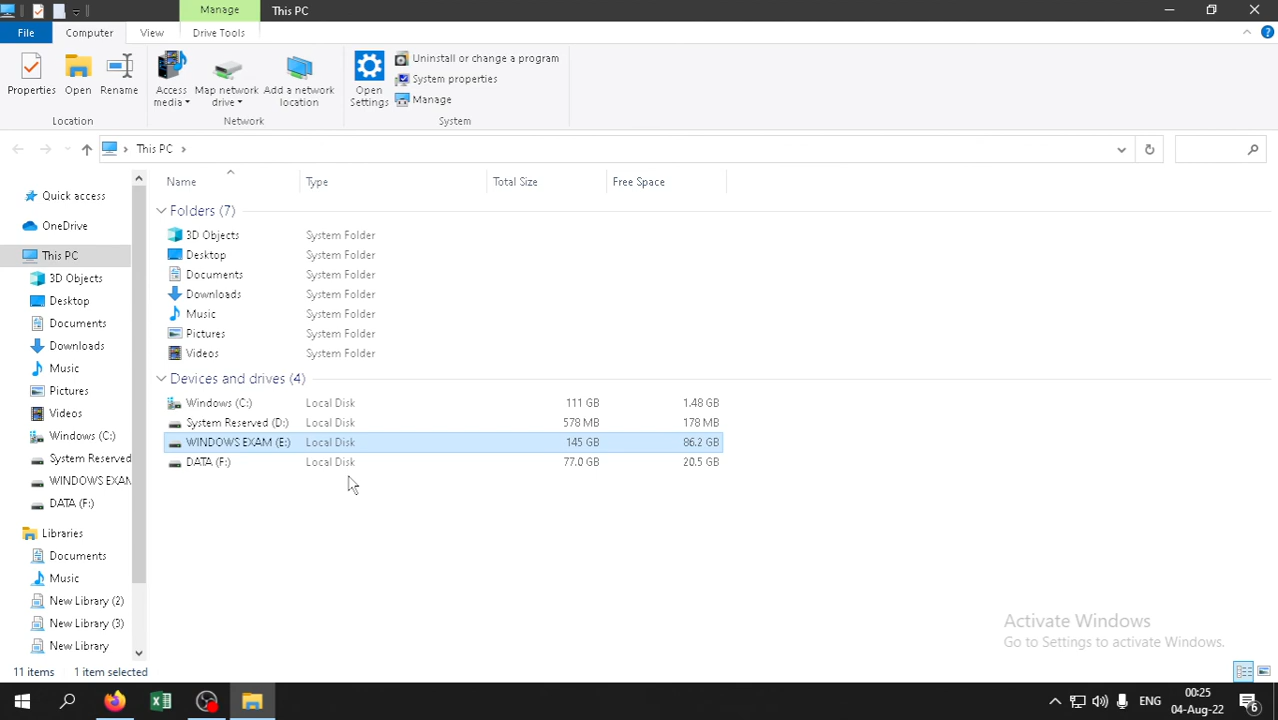 Manage This PC
File Computer View Drive Tools
Properties Open Rename Access media Map network drive Add a network location Open Settings Uninstall or change a program
System properties
Manage
Location Network System
This PC
Name Type Total Size Free Space
Quick access
OneDrive
This PC
3D Objects
Desktop
Documents
Downloads
Music
Pictures
Videos
Windows (C:)
System Reserved
WINDOWS EXAM
DATA (F:)
Libraries
Documents
Music
New Library (2)
New Library (3)
New Library
Folders (7)
3D Objects System Folder
Desktop System Folder
Documents System Folder
Downloads System Folder
Music System Folder
Pictures System Folder
Videos System Folder
Devices and drives (4)
Windows (C:) Local Disk 111 GB 1.48 GB
System Reserved (D:) Local Disk 578 MB 178 MB
WINDOWS EXAM (E:) Local Disk 145 GB 86.2 GB
DATA (F:) Local Disk 77.0 GB 20.5 GB
Activate Windows
Go to Settings to activate Windows.
11 items 1 item selected
ENG 00:25
04-Aug-22 6